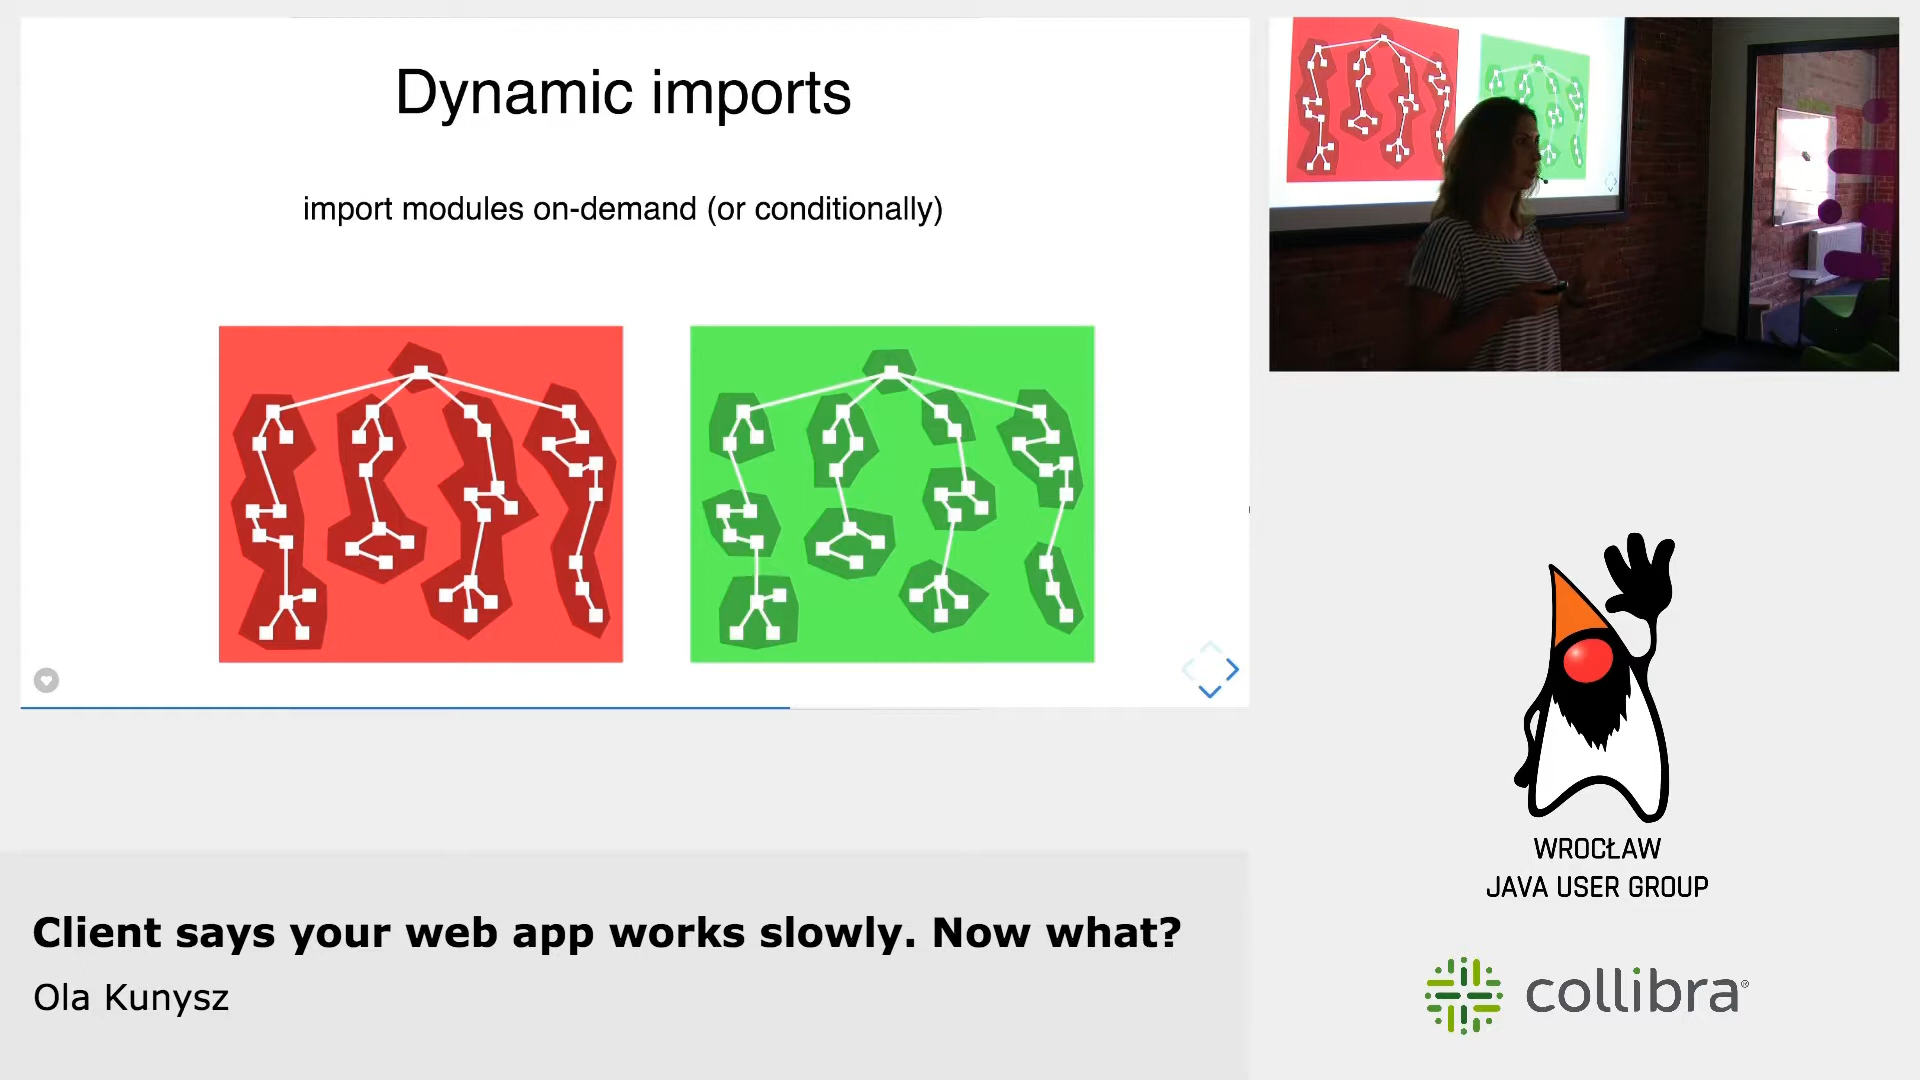 Dynamic imports
import modules on-demand (or conditionally)
WROCŁAW
JAVA USER GROUP
Client says your web app works slowly. Now what?
Ola Kunysz
collibra®